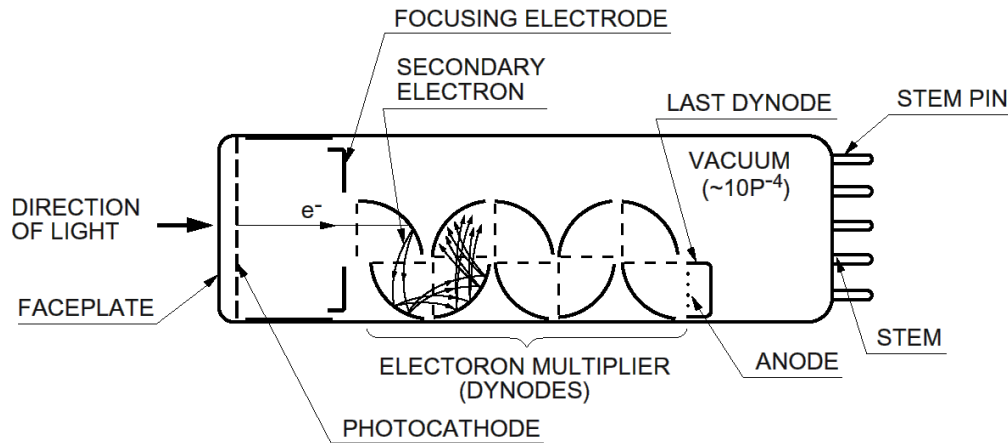 FOCUSING ELECTRODE
SECONDARY
ELECTRON
LAST DYNODE
STEM PIN
VACUUM
(~10P⁻⁴)
DIRECTION
OF LIGHT
e⁻
FACEPLATE
STEM
ELECTORON MULTIPLIER
(DYNODES)
ANODE
PHOTOCATHODE